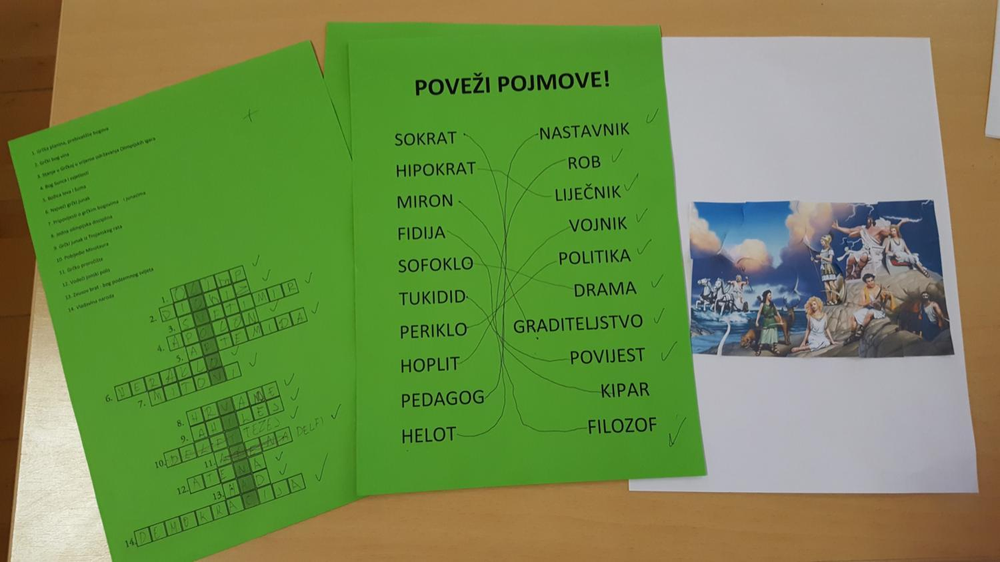 1. Grčka planina, prebivalište bogova
2. Grčki bog vina
3. Stanje u Grčkoj u vrijeme održavanja Olimpijskih igara
4. Bog Sunca i svjetlosti
5. Božica lova i šuma
6. Najveći grčki junak
7. Pripovijesti o grčkim bogovima i junacima
8. Jedna olimpijska disciplina
9. Grčki junak iz Trojanskog rata
10. Pobijedio Minotaura
11. Grčko proročište
12. Vodeći jonski polis
13. Zeusov brat - bog podzemnog svijeta
14. Vladavina naroda
1. OLIMP
2. DIONIZ
3. SVETI MIR
4. APOLON
5. ARTEMIDA
6. HERAKLO
7. MITOVI
8. HRVANJE
9. AHILEJ
10. TEZEJ
11. DELFI
12. ATENA
13. HAD
14. DEMOKRACIJA
POVEŽI POJMOVE!
SOKRAT NASTAVNIK
HIPOKRAT ROB
MIRON LIJEČNIK
FIDIJA VOJNIK
SOFOKLO POLITIKA
TUKIDID DRAMA
PERIKLO GRADITELJSTVO
HOPLIT POVIJEST
PEDAGOG KIPAR
HELOT FILOZOF